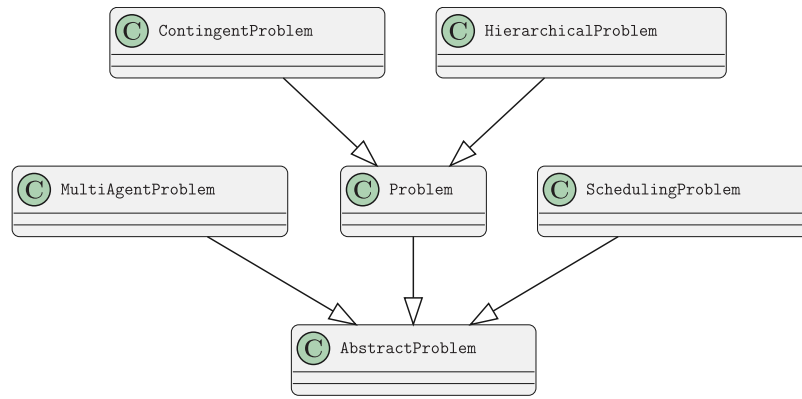 C ContingentProblem
C HierarchicalProblem
C MultiAgentProblem
C Problem
C SchedulingProblem
C AbstractProblem